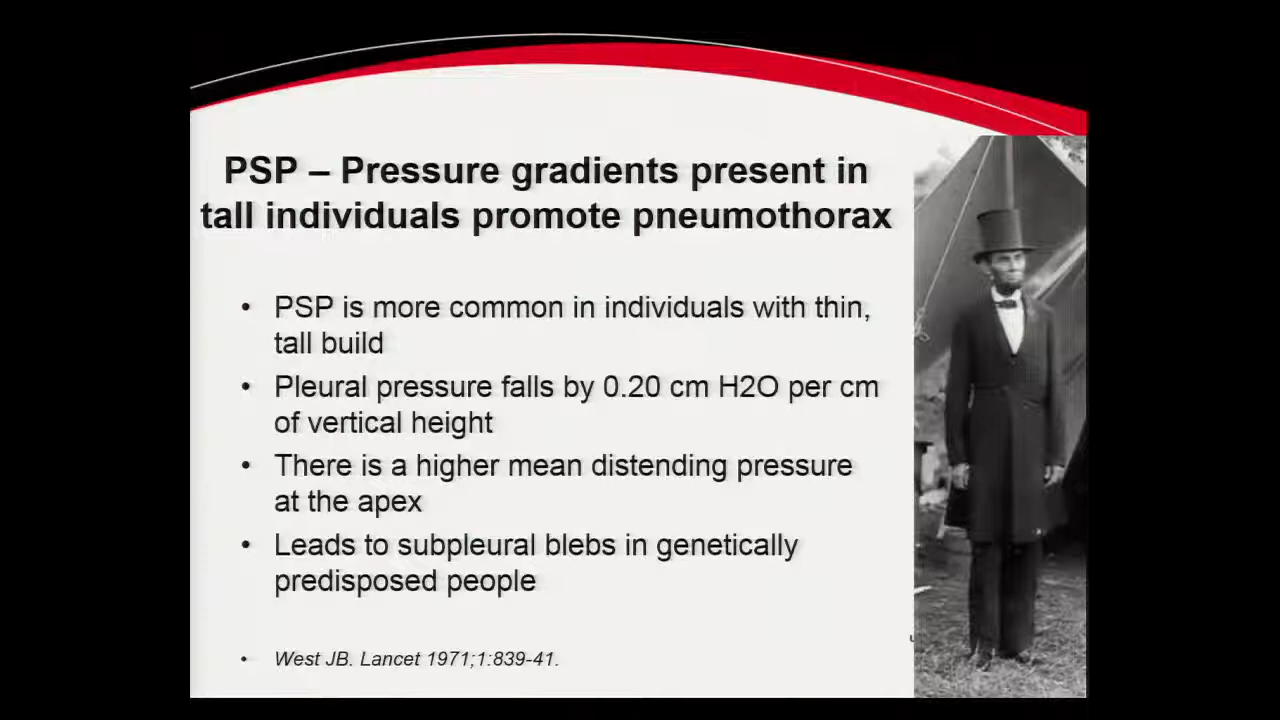 PSP – Pressure gradients present in
tall individuals promote pneumothorax
• PSP is more common in individuals with thin,
tall build
• Pleural pressure falls by 0.20 cm H2O per cm
of vertical height
• There is a higher mean distending pressure
at the apex
• Leads to subpleural blebs in genetically
predisposed people
• West JB. Lancet 1971;1:839-41.